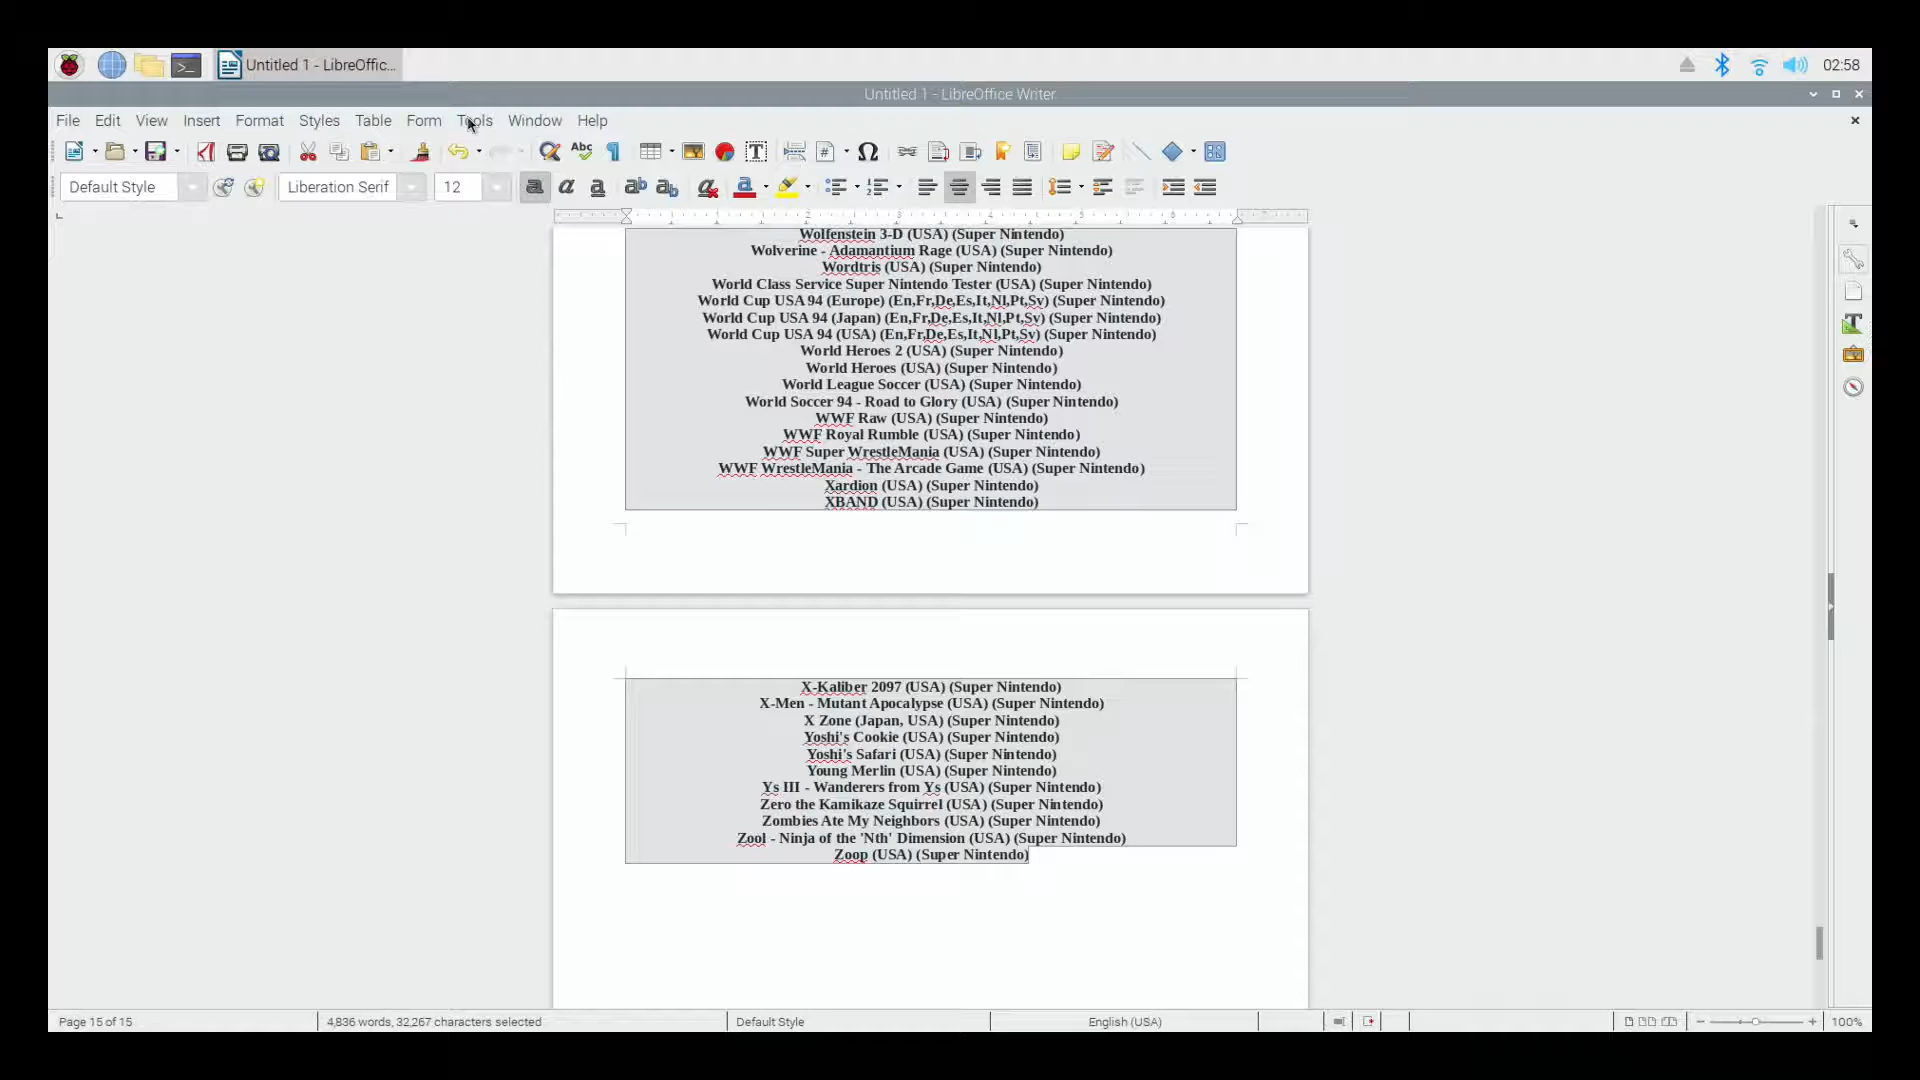 Untitled 1 - LibreOffic...
02:58
Untitled 1 - LibreOffice Writer
File Edit View Insert Format Styles Table Form Tools Window Help
Default Style Liberation Serif 12
Wolfenstein 3-D (USA) (Super Nintendo)
Wolverine - Adamantium Rage (USA) (Super Nintendo)
Wordtris (USA) (Super Nintendo)
World Class Service Super Nintendo Tester (USA) (Super Nintendo)
World Cup USA 94 (Europe) (En,Fr,De,Es,It,Nl,Pt,Sv) (Super Nintendo)
World Cup USA 94 (Japan) (En,Fr,De,Es,It,Nl,Pt,Sv) (Super Nintendo)
World Cup USA 94 (USA) (En,Fr,De,Es,It,Nl,Pt,Sv) (Super Nintendo)
World Heroes 2 (USA) (Super Nintendo)
World Heroes (USA) (Super Nintendo)
World League Soccer (USA) (Super Nintendo)
World Soccer 94 - Road to Glory (USA) (Super Nintendo)
WWF Raw (USA) (Super Nintendo)
WWF Royal Rumble (USA) (Super Nintendo)
WWF Super WrestleMania (USA) (Super Nintendo)
WWF WrestleMania - The Arcade Game (USA) (Super Nintendo)
Xardion (USA) (Super Nintendo)
XBAND (USA) (Super Nintendo)
X-Kaliber 2097 (USA) (Super Nintendo)
X-Men - Mutant Apocalypse (USA) (Super Nintendo)
X Zone (Japan, USA) (Super Nintendo)
Yoshi's Cookie (USA) (Super Nintendo)
Yoshi's Safari (USA) (Super Nintendo)
Young Merlin (USA) (Super Nintendo)
Ys III - Wanderers from Ys (USA) (Super Nintendo)
Zero the Kamikaze Squirrel (USA) (Super Nintendo)
Zombies Ate My Neighbors (USA) (Super Nintendo)
Zool - Ninja of the 'Nth' Dimension (USA) (Super Nintendo)
Zoop (USA) (Super Nintendo)
Page 15 of 15 4,836 words, 32,267 characters selected Default Style English (USA) 100%